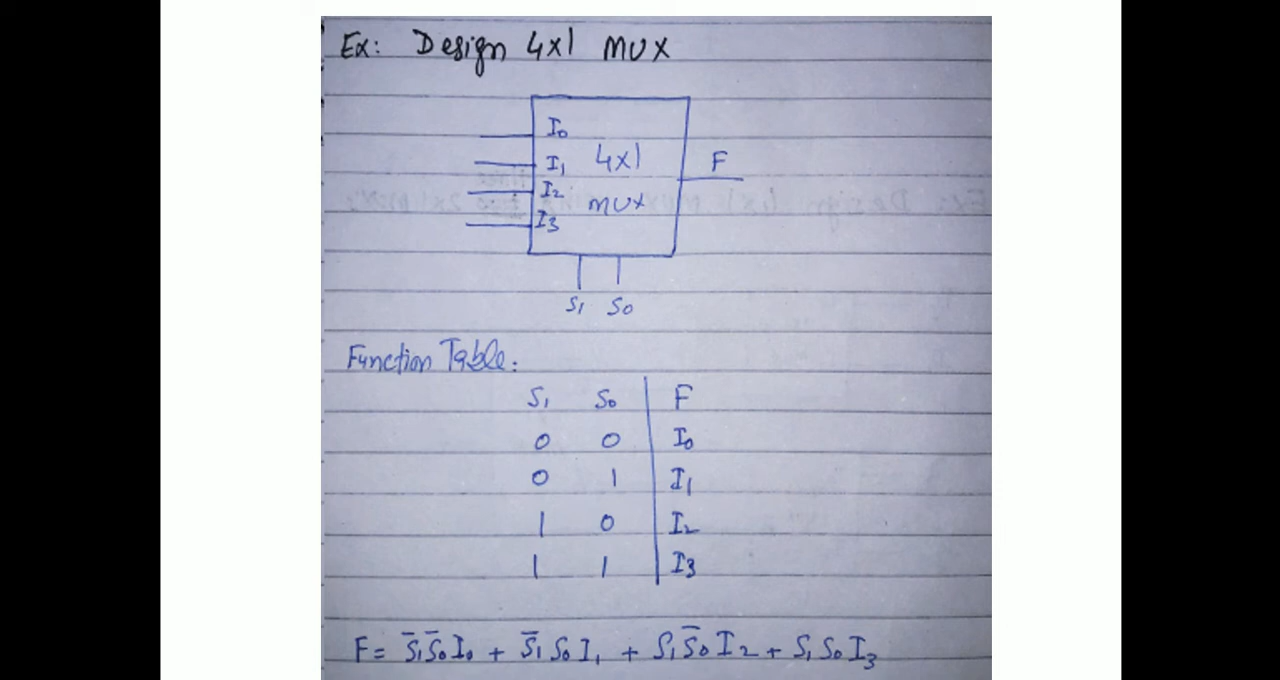 Ex: Design 4x1 MUX
I₀
I₁ 4x1 F
I₂ MUX
I₃
S₁ S₀
Function Table:
S₁ S₀ F
0 0 I₀
0 1 I₁
1 0 I₂
1 1 I₃
F = S̅₁S̅₀I₀ + S̅₁S₀I₁ + S₁S̅₀I₂ + S₁S₀I₃